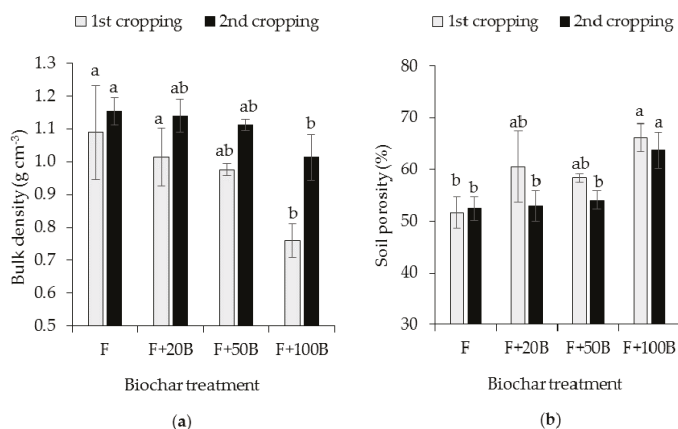 1st cropping 2nd cropping
1.3
1.2
1.1
1.0
0.9
0.8
0.7
0.6
0.5
Bulk density (g cm-3)
a a a ab ab ab b b
F F+20B F+50B F+100B
Biochar treatment
(a)
1st cropping 2nd cropping
80
70
60
50
40
30
Soil porosity (%)
b b ab b ab b a a
F F+20B F+50B F+100B
Biochar treatment
(b)